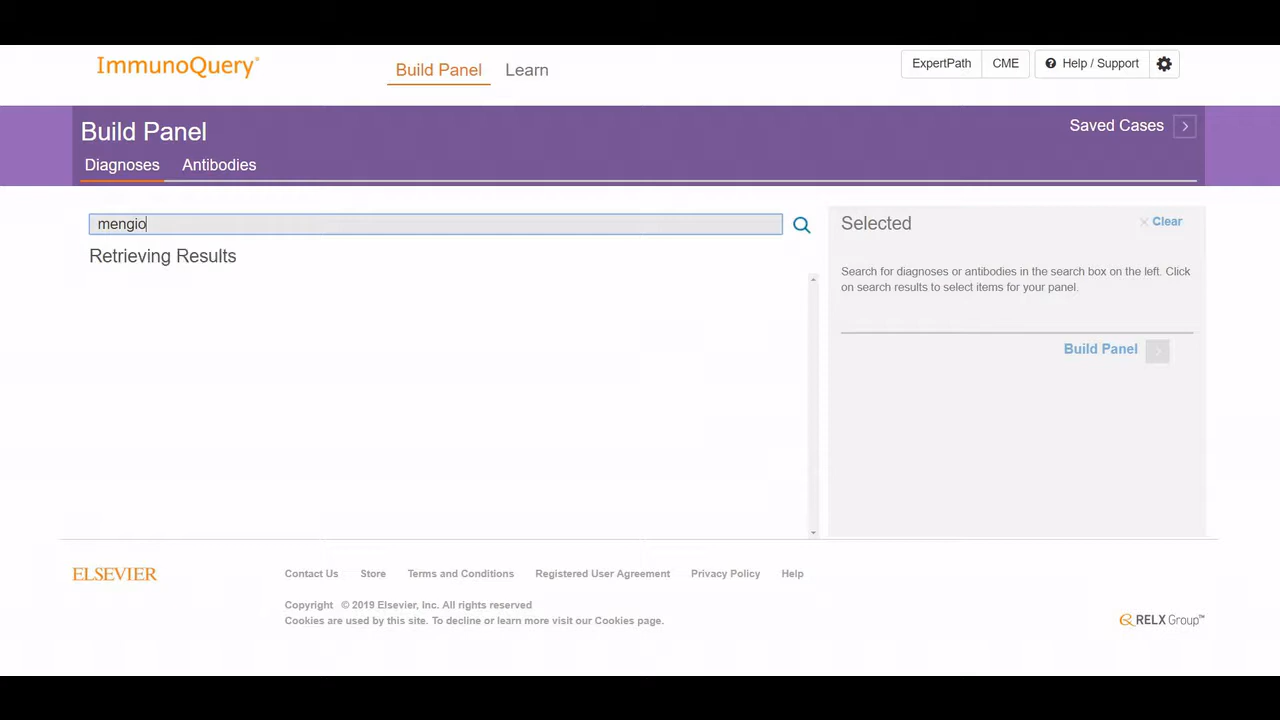 ImmunoQuery®
Build Panel
Learn
ExpertPath
CME
Help / Support
Build Panel
Saved Cases
Diagnoses
Antibodies
mengio
Retrieving Results
Selected
Clear
Search for diagnoses or antibodies in the search box on the left. Click
on search results to select items for your panel.
Build Panel
ELSEVIER
Contact Us
Store
Terms and Conditions
Registered User Agreement
Privacy Policy
Help
Copyright © 2019 Elsevier, Inc. All rights reserved
Cookies are used by this site. To decline or learn more visit our Cookies page.
RELX Group™